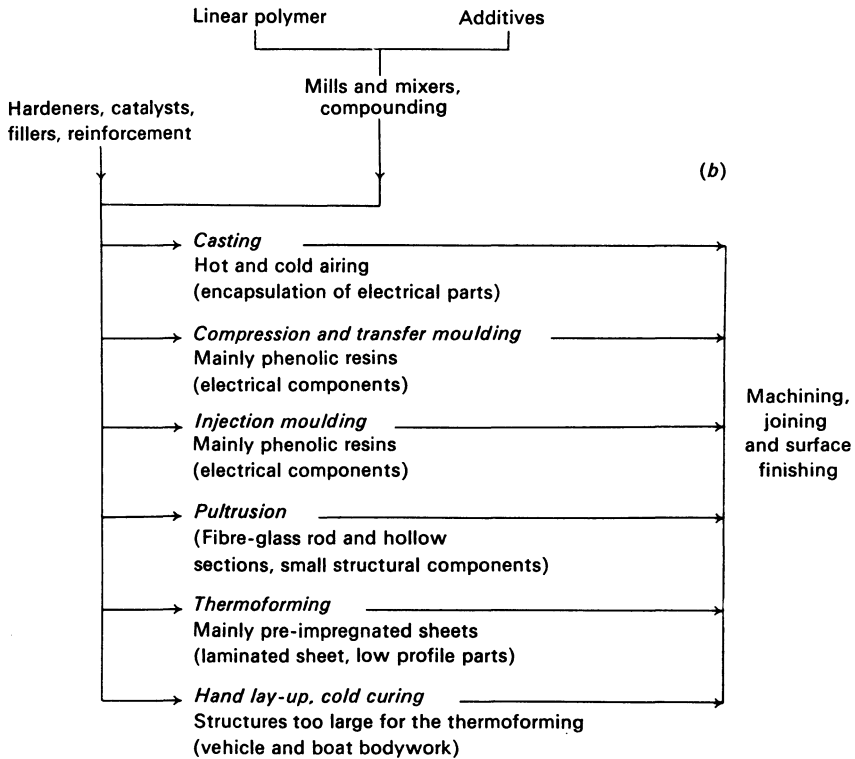 Linear polymer
Additives
Mills and mixers,
compounding
Hardeners, catalysts,
fillers, reinforcement
(b)
Casting
Hot and cold airing
(encapsulation of electrical parts)
Compression and transfer moulding
Mainly phenolic resins
(electrical components)
Injection moulding
Mainly phenolic resins
(electrical components)
Pultrusion
(Fibre-glass rod and hollow
sections, small structural components)
Thermoforming
Mainly pre-impregnated sheets
(laminated sheet, low profile parts)
Hand lay-up, cold curing
Structures too large for the thermoforming
(vehicle and boat bodywork)
Machining,
joining
and surface
finishing